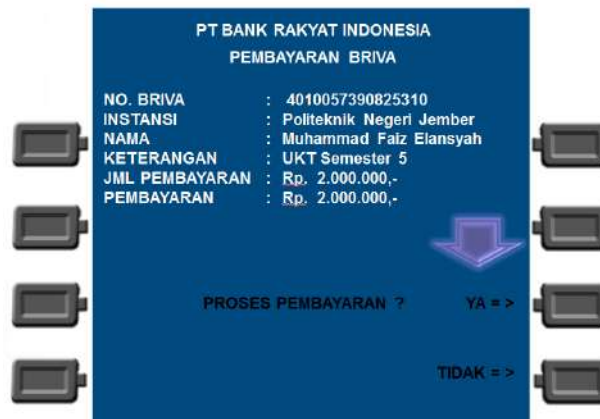 PT BANK RAKYAT INDONESIA
PEMBAYARAN BRIVA
NO. BRIVA : 4010057390825310
INSTANSI : Politeknik Negeri Jember
NAMA : Muhammad Faiz Elansyah
KETERANGAN : UKT Semester 5
JML PEMBAYARAN : Rp. 2.000.000,-
PEMBAYARAN : Rp. 2.000.000,-
PROSES PEMBAYARAN ? YA = >
TIDAK = >